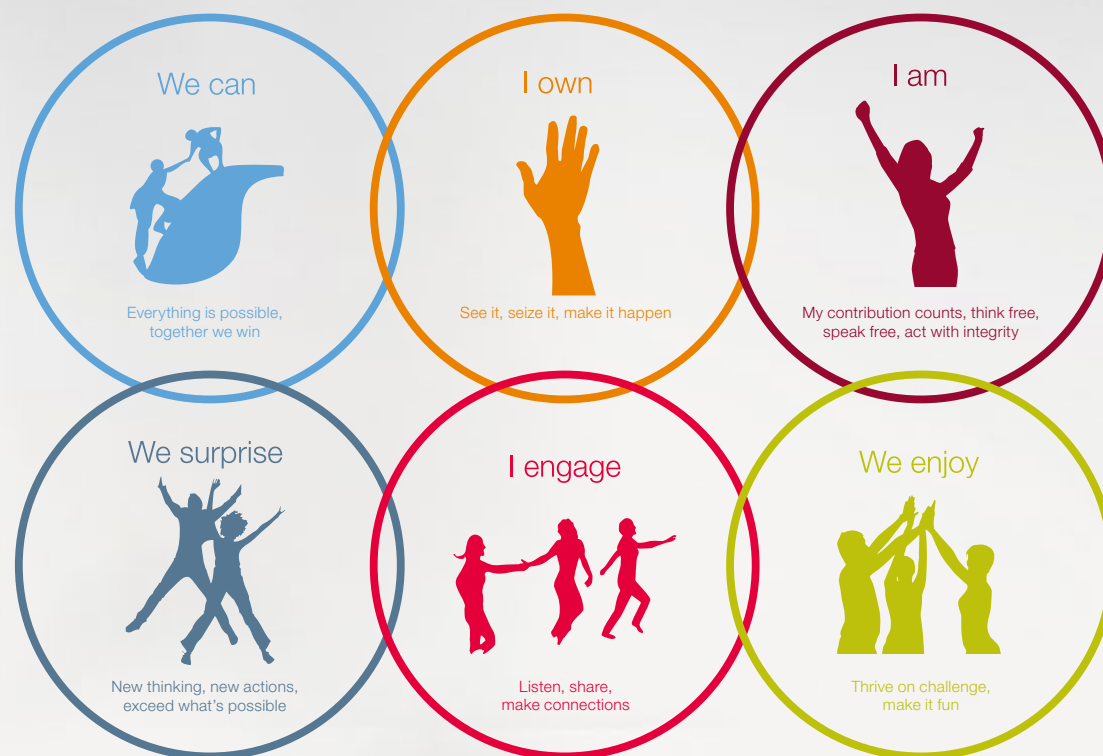 We can
Everything is possible,
together we win
I own
See it, seize it, make it happen
I am
My contribution counts, think free,
speak free, act with integrity
We surprise
New thinking, new actions,
exceed what's possible
I engage
Listen, share,
make connections
We enjoy
Thrive on challenge,
make it fun